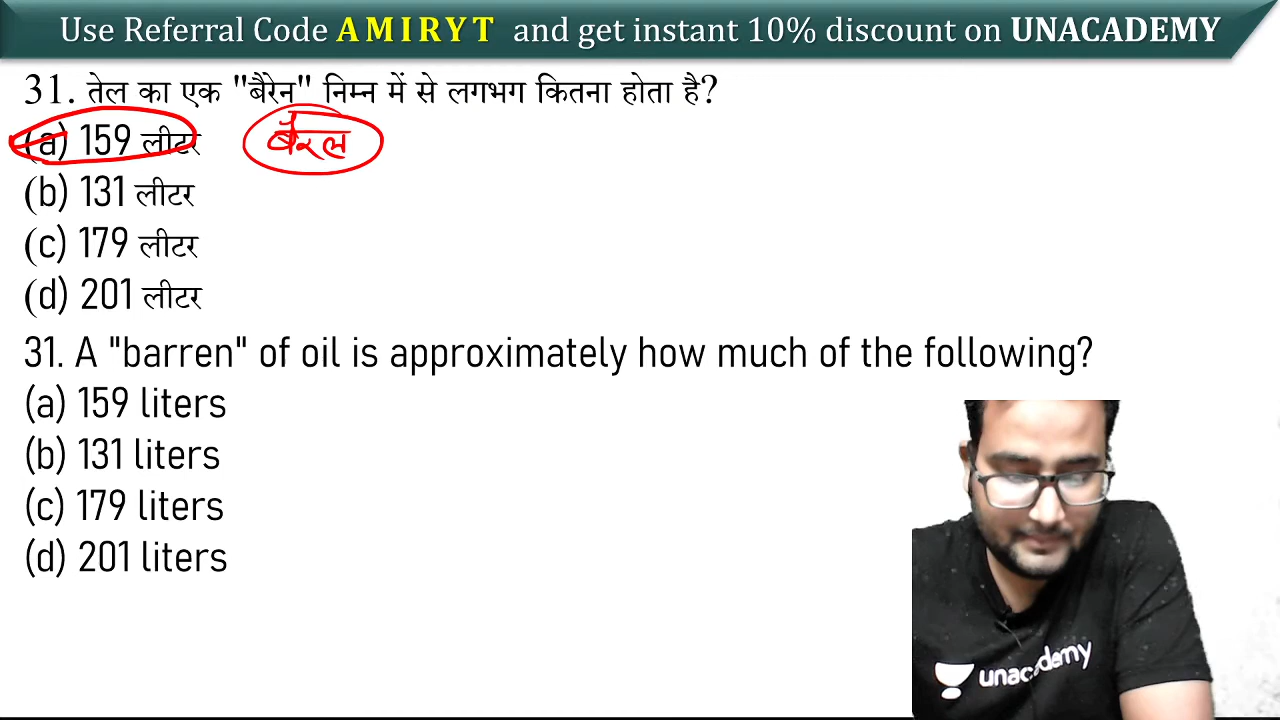 Use Referral Code AMIRYT and get instant 10% discount on UNACADEMY
31. तेल का एक "बैरेन" निम्न में से लगभग कितना होता है?
(a) 159 लीटर
बैरल
(b) 131 लीटर
(c) 179 लीटर
(d) 201 लीटर
31. A "barren" of oil is approximately how much of the following?
(a) 159 liters
(b) 131 liters
(c) 179 liters
(d) 201 liters
unacademy